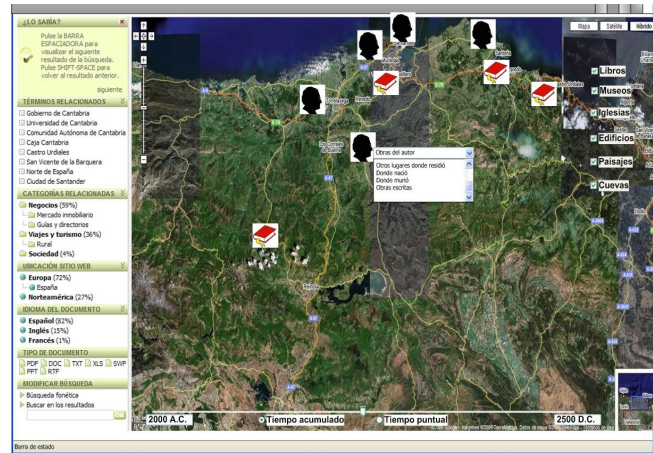 ¿LO SABÍA?
Pulse la BARRA
ESPACIADORA para
visualizar el siguiente
resultado de la búsqueda.
Pulse SHIFT-SPACE para
volver al resultado anterior.
siguiente
TÉRMINOS RELACIONADOS
Gobierno de Cantabria
Universidad de Cantabria
Comunidad Autónoma de Cantabria
Caja Cantabria
Castro Urdiales
San Vicente de la Barquera
Norte de España
Ciudad de Santander
CATEGORÍAS RELACIONADAS
Negocios (59%)
Mercado inmobiliario
Guías y directorios
Viajes y turismo (36%)
Rural
Sociedad (4%)
UBICACIÓN SITIO WEB
Europa (72%)
España
Norteamérica (27%)
IDIOMA DEL DOCUMENTO
Español (82%)
Inglés (15%)
Francés (1%)
TIPO DE DOCUMENTO
PDF DOC TXT XLS SWF
PPT RTF
MODIFICAR BÚSQUEDA
Búsqueda fonética
Buscar en los resultados
OK
Mapa Satélite Híbrido
Libros
Museos
Iglesias
Edificios
Paisajes
Cuevas
Obras del autor
Otros lugares donde residió
Donde nació
Donde murió
Obras escritas
Torrelavega
Reinosa
A-67
A-67
A-67
2000 A.C.
Tiempo acumulado
Tiempo puntual
2500 D.C.
Barra de estado